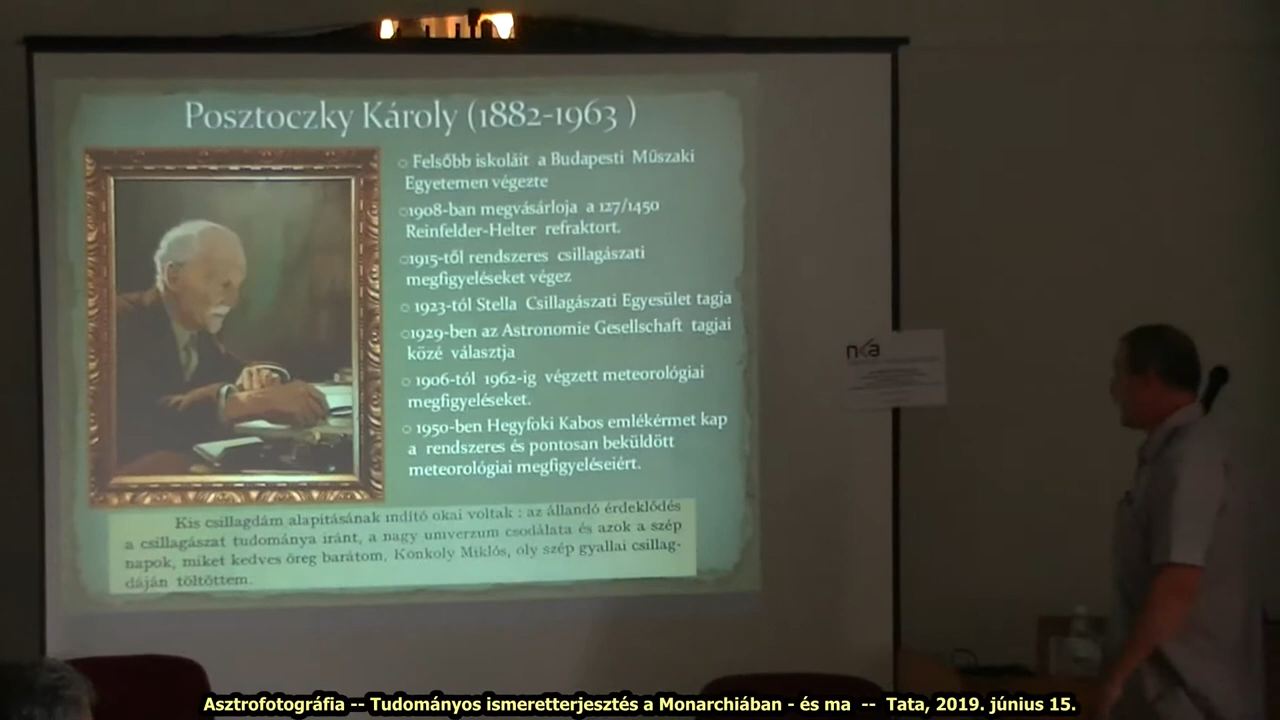 Posztoczky Károly (1882-1963 )
○ Felsőbb iskoláit a Budapesti Műszaki
Egyetemen végezte
○1908-ban megvásárloja a 127/1450
Reinfelder-Helter refraktort.
○1915-től rendszeres csillagászati
megfigyeléseket végez
○ 1923-tól Stella Csillagászati Egyesület tagja
○1929-ben az Astronomie Gesellschaft tagjai
közé választja
○ 1906-tól 1962-ig végzett meteorológiai
megfigyeléseket.
○ 1950-ben Hegyfoki Kabos emlékérmet kap
a rendszeres és pontosan beküldött
meteorológiai megfigyeléseiért.
Kis csillagdám alapításának indító okai voltak : az állandó érdeklődés
a csillagászat tudománya iránt, a nagy univerzum csodálata és azok a szép
napok, miket kedves öreg barátom, Konkoly Miklós, oly szép gyallai csillag-
dáján töltöttem.
nka
Asztrofotográfia -- Tudományos ismeretterjesztés a Monarchiában - és ma -- Tata, 2019. június 15.